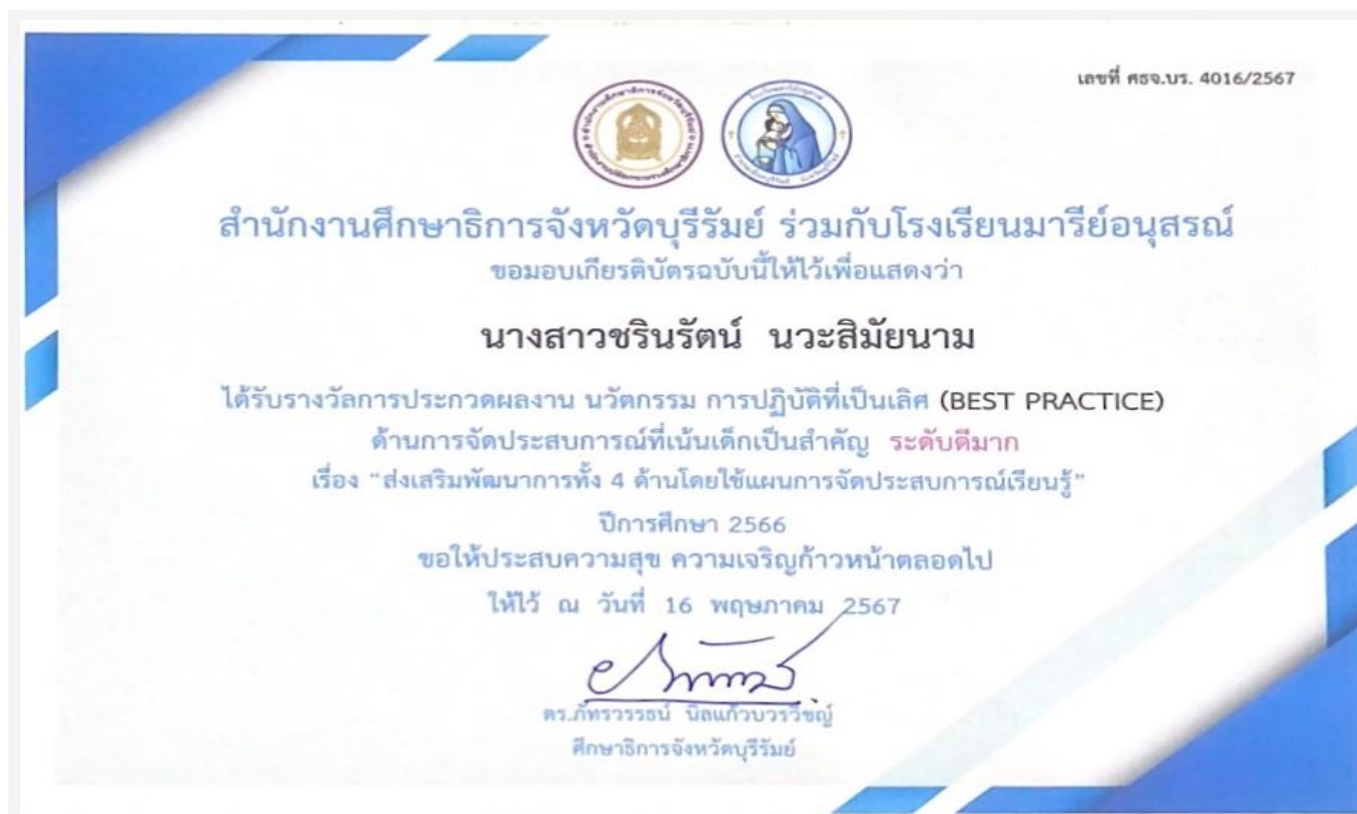 เลขที่ ศธจ.บร. 4016/2567
สำนักงานศึกษาธิการจังหวัดบุรีรัมย์ ร่วมกับโรงเรียนมารีย์อนุสรณ์
ขอมอบเกียรติบัตรฉบับนี้ให้ไว้เพื่อแสดงว่า
นางสาวชรินรัตน์ นวะสิมัยนาม
ได้รับรางวัลการประกวดผลงาน นวัตกรรม การปฏิบัติที่เป็นเลิศ (BEST PRACTICE)
ด้านการจัดประสบการณ์ที่เน้นเด็กเป็นสำคัญ ระดับดีมาก
เรื่อง “ส่งเสริมพัฒนาการทั้ง 4 ด้านโดยใช้แผนการจัดประสบการณ์เรียนรู้”
ปีการศึกษา 2566
ขอให้ประสบความสุข ความเจริญก้าวหน้าตลอดไป
ให้ไว้ ณ วันที่ 16 พฤษภาคม 2567
ดร.ภัทรวรรธน์ นิลแก้วบวรวิชญ์
ศึกษาธิการจังหวัดบุรีรัมย์